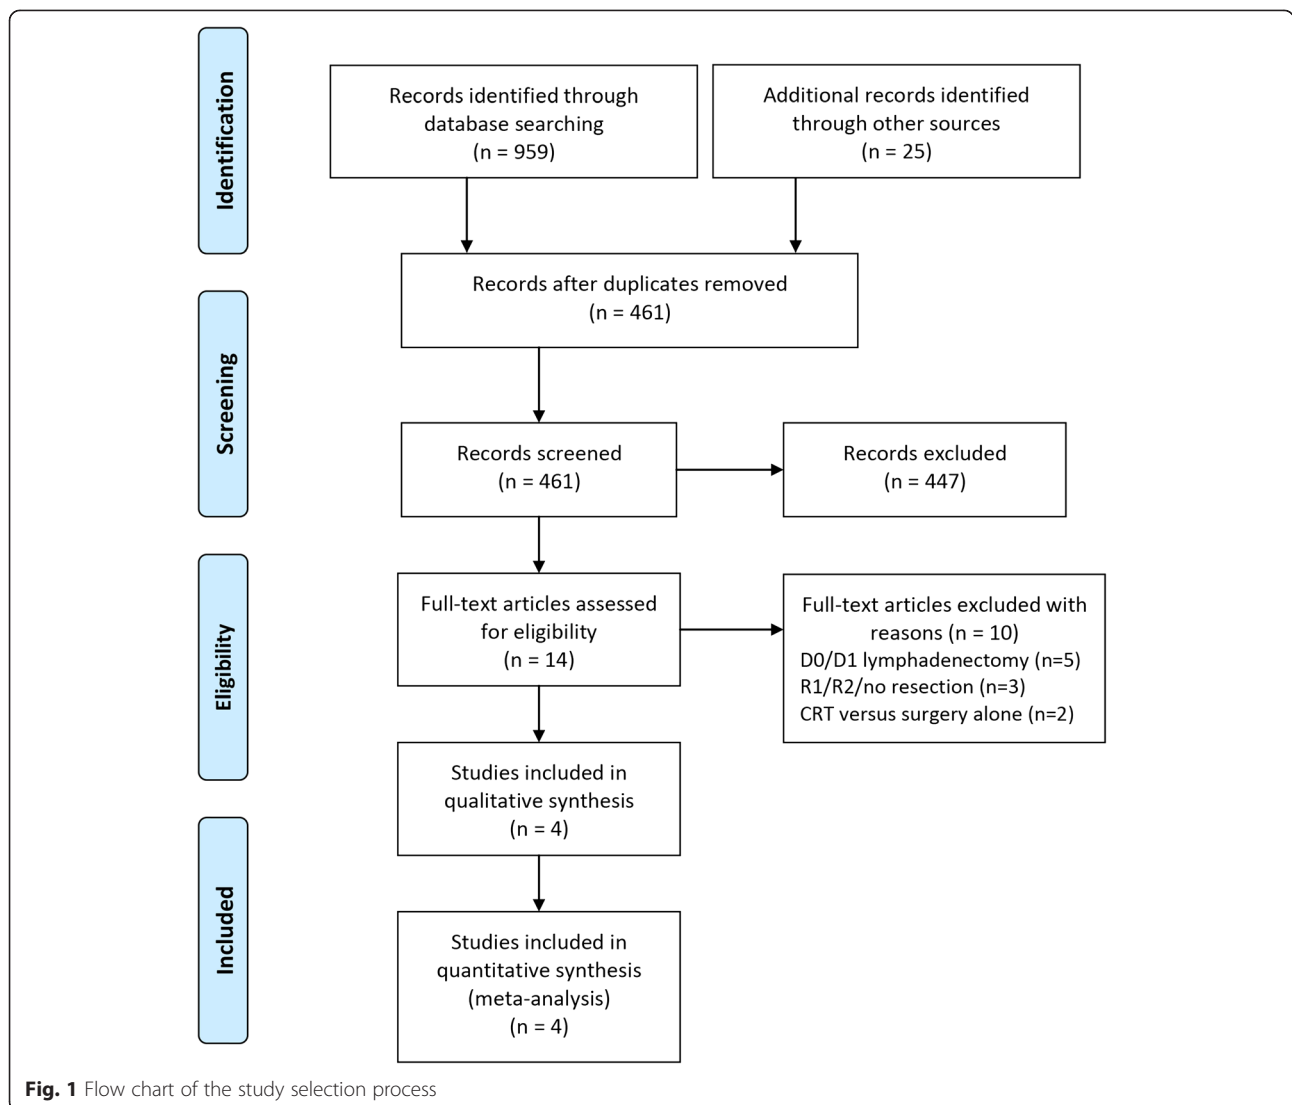 Identification
Records identified through
database searching
(n = 959)
Additional records identified
through other sources
(n = 25)
Records after duplicates removed
(n = 461)
Screening
Records screened
(n = 461)
Records excluded
(n = 447)
Eligibility
Full-text articles assessed
for eligibility
(n = 14)
Full-text articles excluded with
reasons (n = 10)
D0/D1 lymphadenectomy (n=5)
R1/R2/no resection (n=3)
CRT versus surgery alone (n=2)
Studies included in
qualitative synthesis
(n = 4)
Included
Studies included in
quantitative synthesis
(meta-analysis)
(n = 4)
Fig. 1 Flow chart of the study selection process